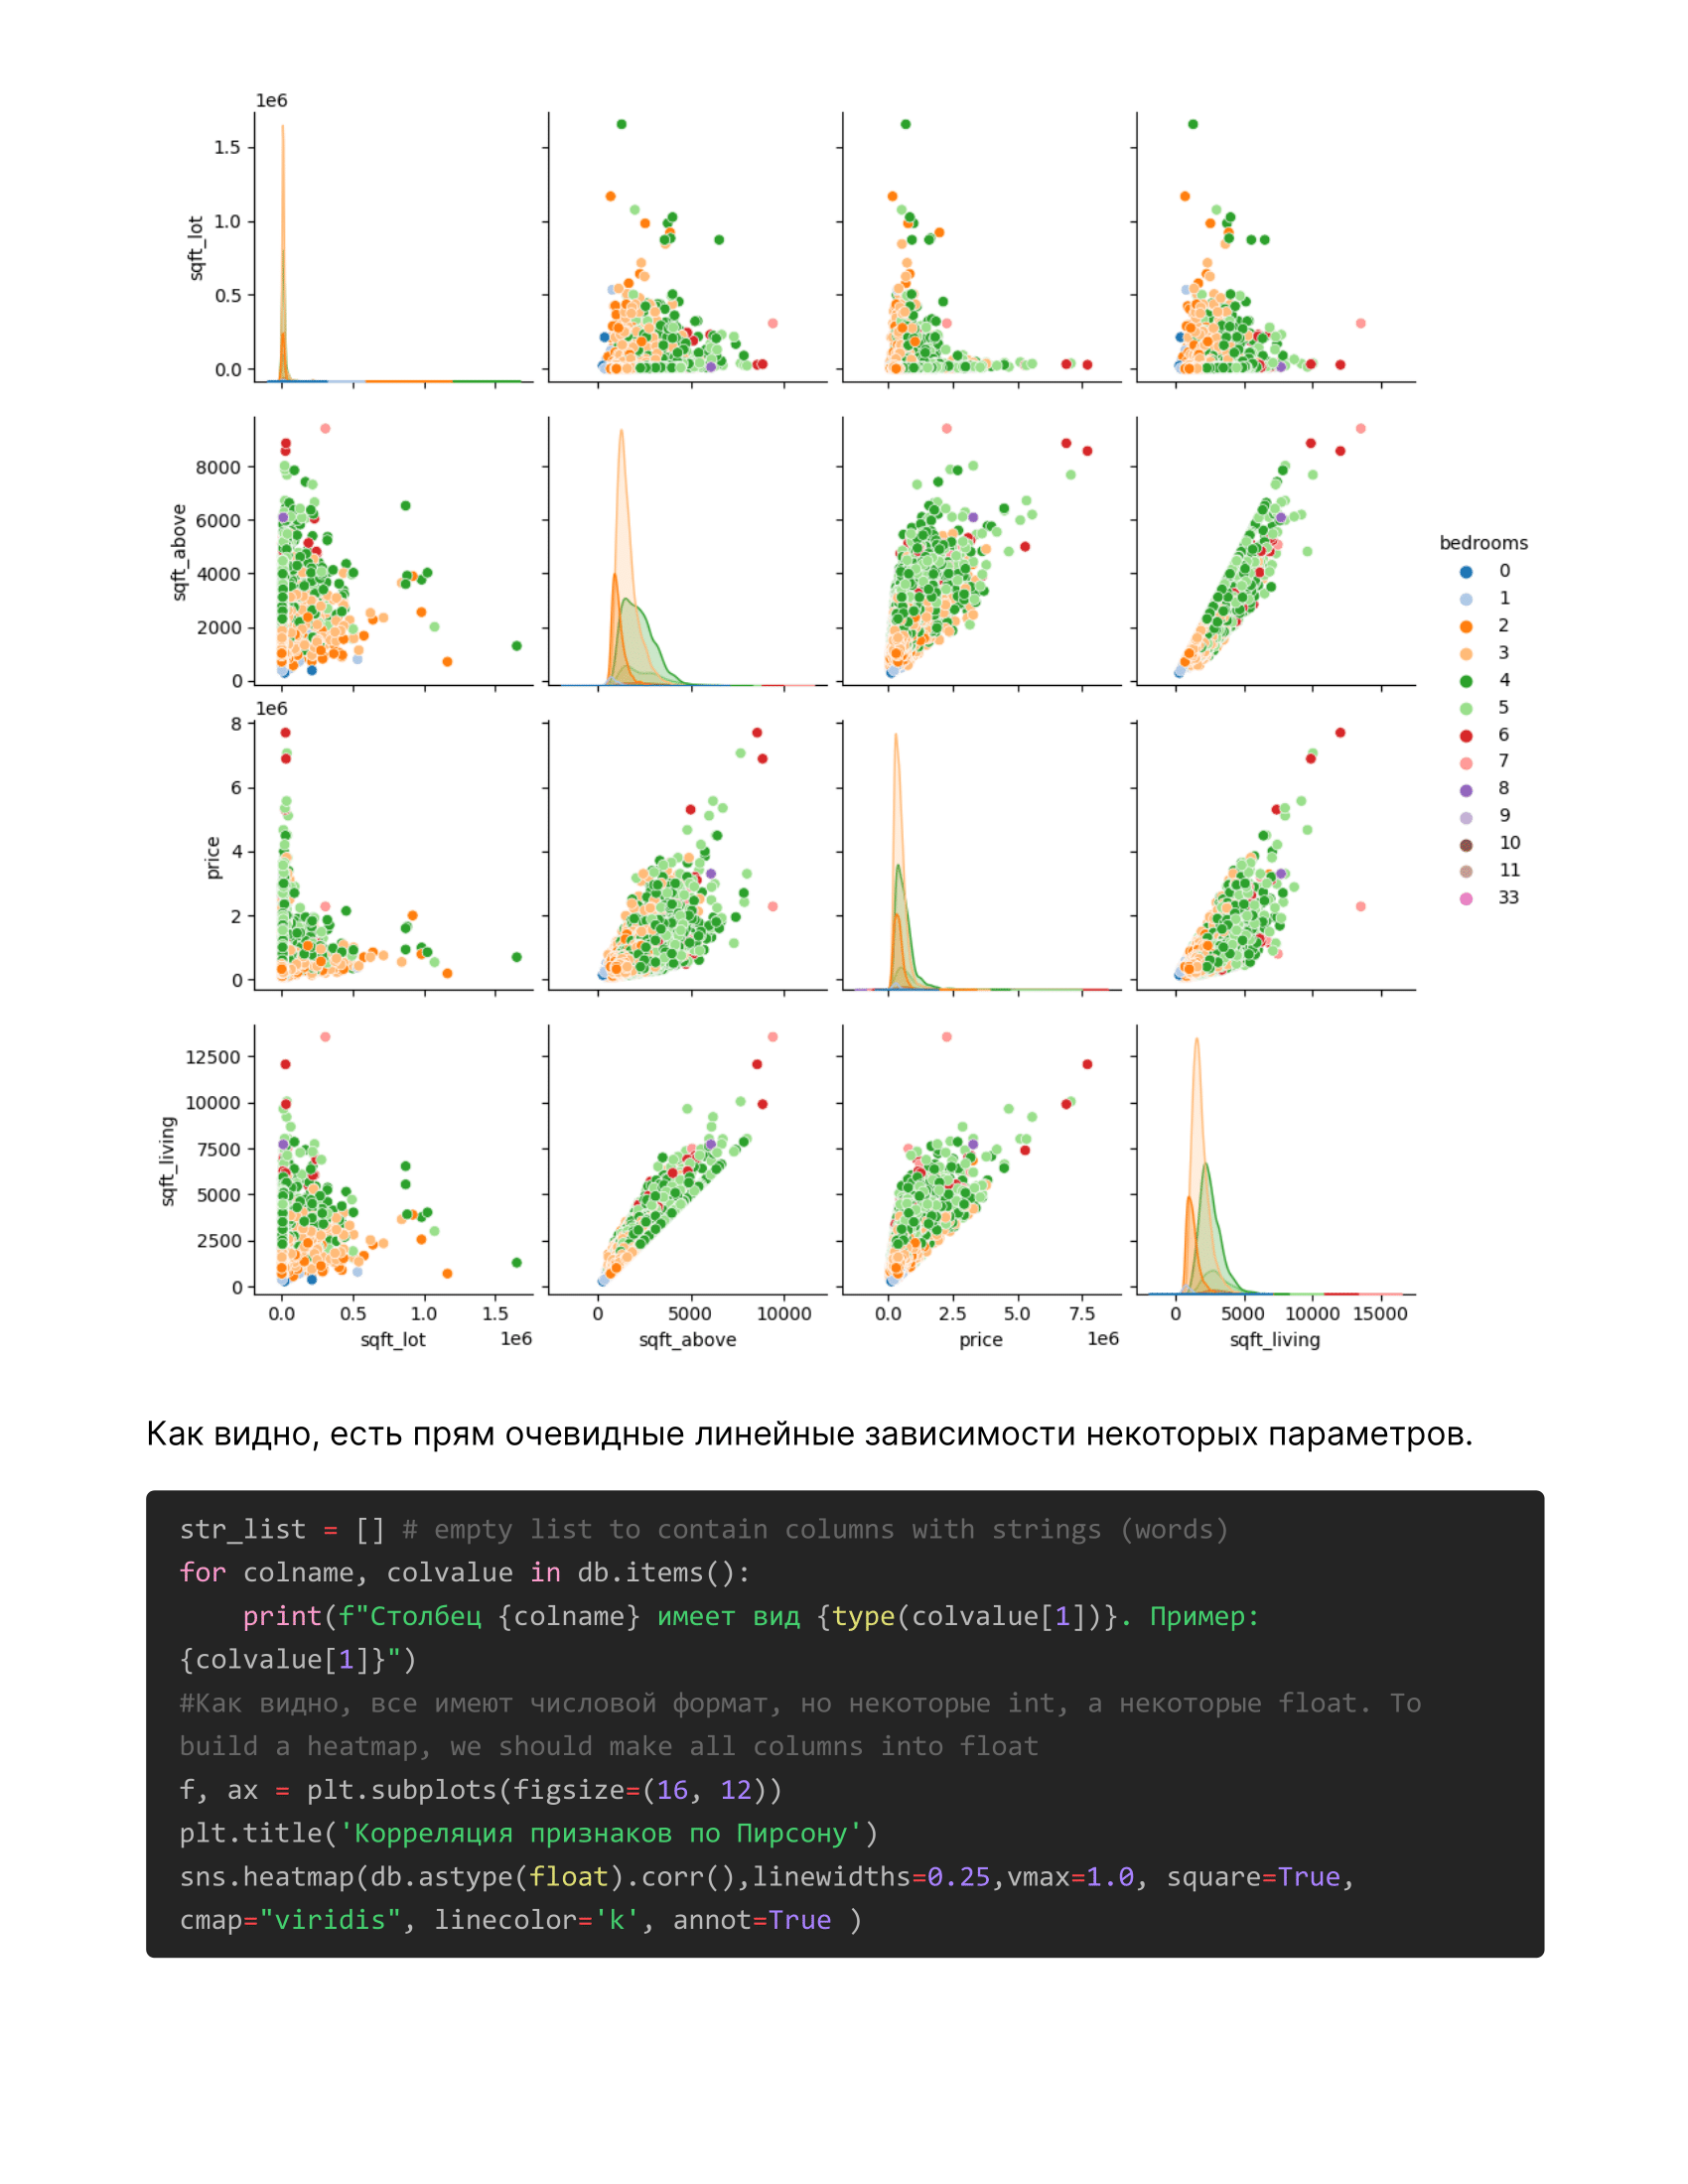 1e6
1.5
1.0
0.5
0.0
sqft_lot
8000
6000
4000
2000
0
sqft_above
bedrooms
0
1
2
3
4
5
6
7
8
9
10
11
33
1e6
8
6
4
2
0
price
12500
10000
7500
5000
2500
0
sqft_living
0.0 0.5 1.0 1.5
sqft_lot 1e6
0 5000 10000
sqft_above
0.0 2.5 5.0 7.5
price 1e6
0 5000 10000 15000
sqft_living
Как видно, есть прям очевидные линейные зависимости некоторых параметров.
str_list = [] # empty list to contain columns with strings (words)
for colname, colvalue in db.items():
    print(f"Столбец {colname} имеет вид {type(colvalue[1])}. Пример:
{colvalue[1]}")
#Как видно, все имеют числовой формат, но некоторые int, а некоторые float. To
build a heatmap, we should make all columns into float
f, ax = plt.subplots(figsize=(16, 12))
plt.title('Корреляция признаков по Пирсону')
sns.heatmap(db.astype(float).corr(),linewidths=0.25,vmax=1.0, square=True,
cmap="viridis", linecolor='k', annot=True )